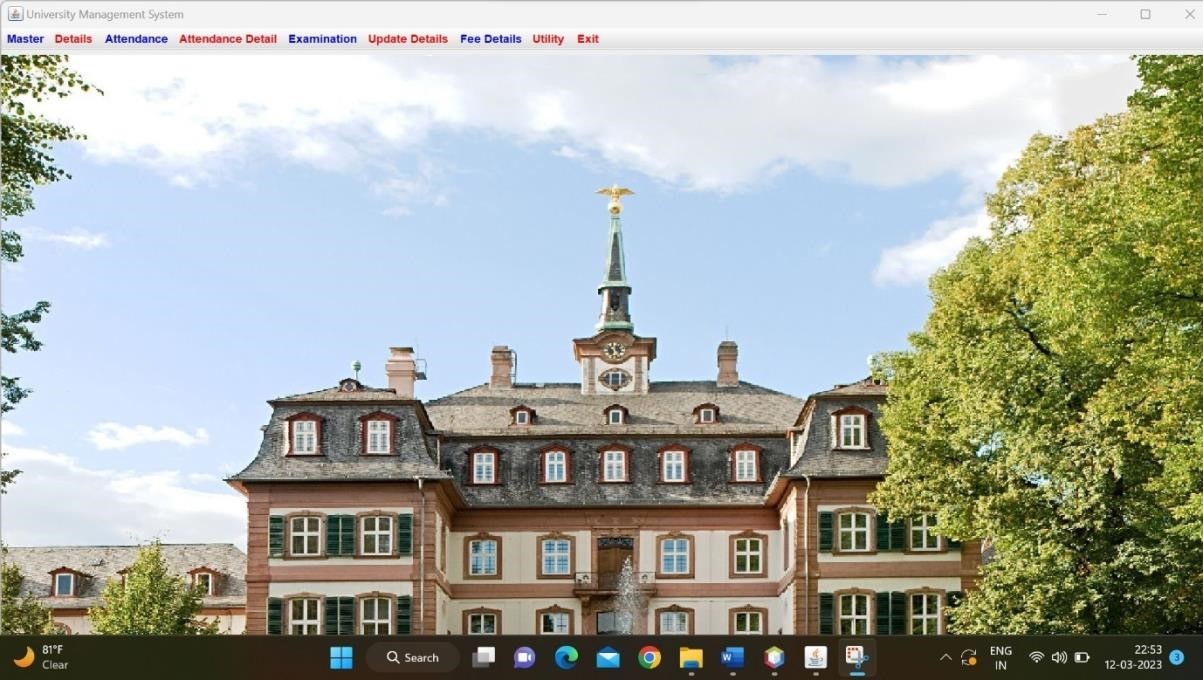 University Management System
Master Details Attendance Attendance Detail Examination Update Details Fee Details Utility Exit
81°F
Clear
Search
ENG
IN
22:53
12-03-2023
3